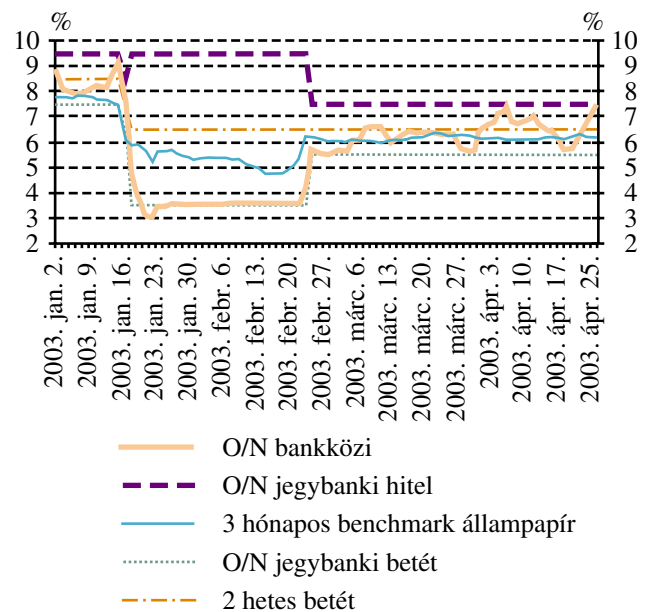 % %
10 10
9 9
8 8
7 7
6 6
5 5
4 4
3 3
2 2
2003. jan. 2.
2003. jan. 9.
2003. jan. 16.
2003. jan. 23.
2003. jan. 30.
2003. febr. 6.
2003. febr. 13.
2003. febr. 20.
2003. febr. 27.
2003. márc. 6.
2003. márc. 13.
2003. márc. 20.
2003. márc. 27.
2003. ápr. 3.
2003. ápr. 10.
2003. ápr. 17.
2003. ápr. 25.
O/N bankközi
O/N jegybanki hitel
3 hónapos benchmark állampapír
O/N jegybanki betét
2 hetes betét